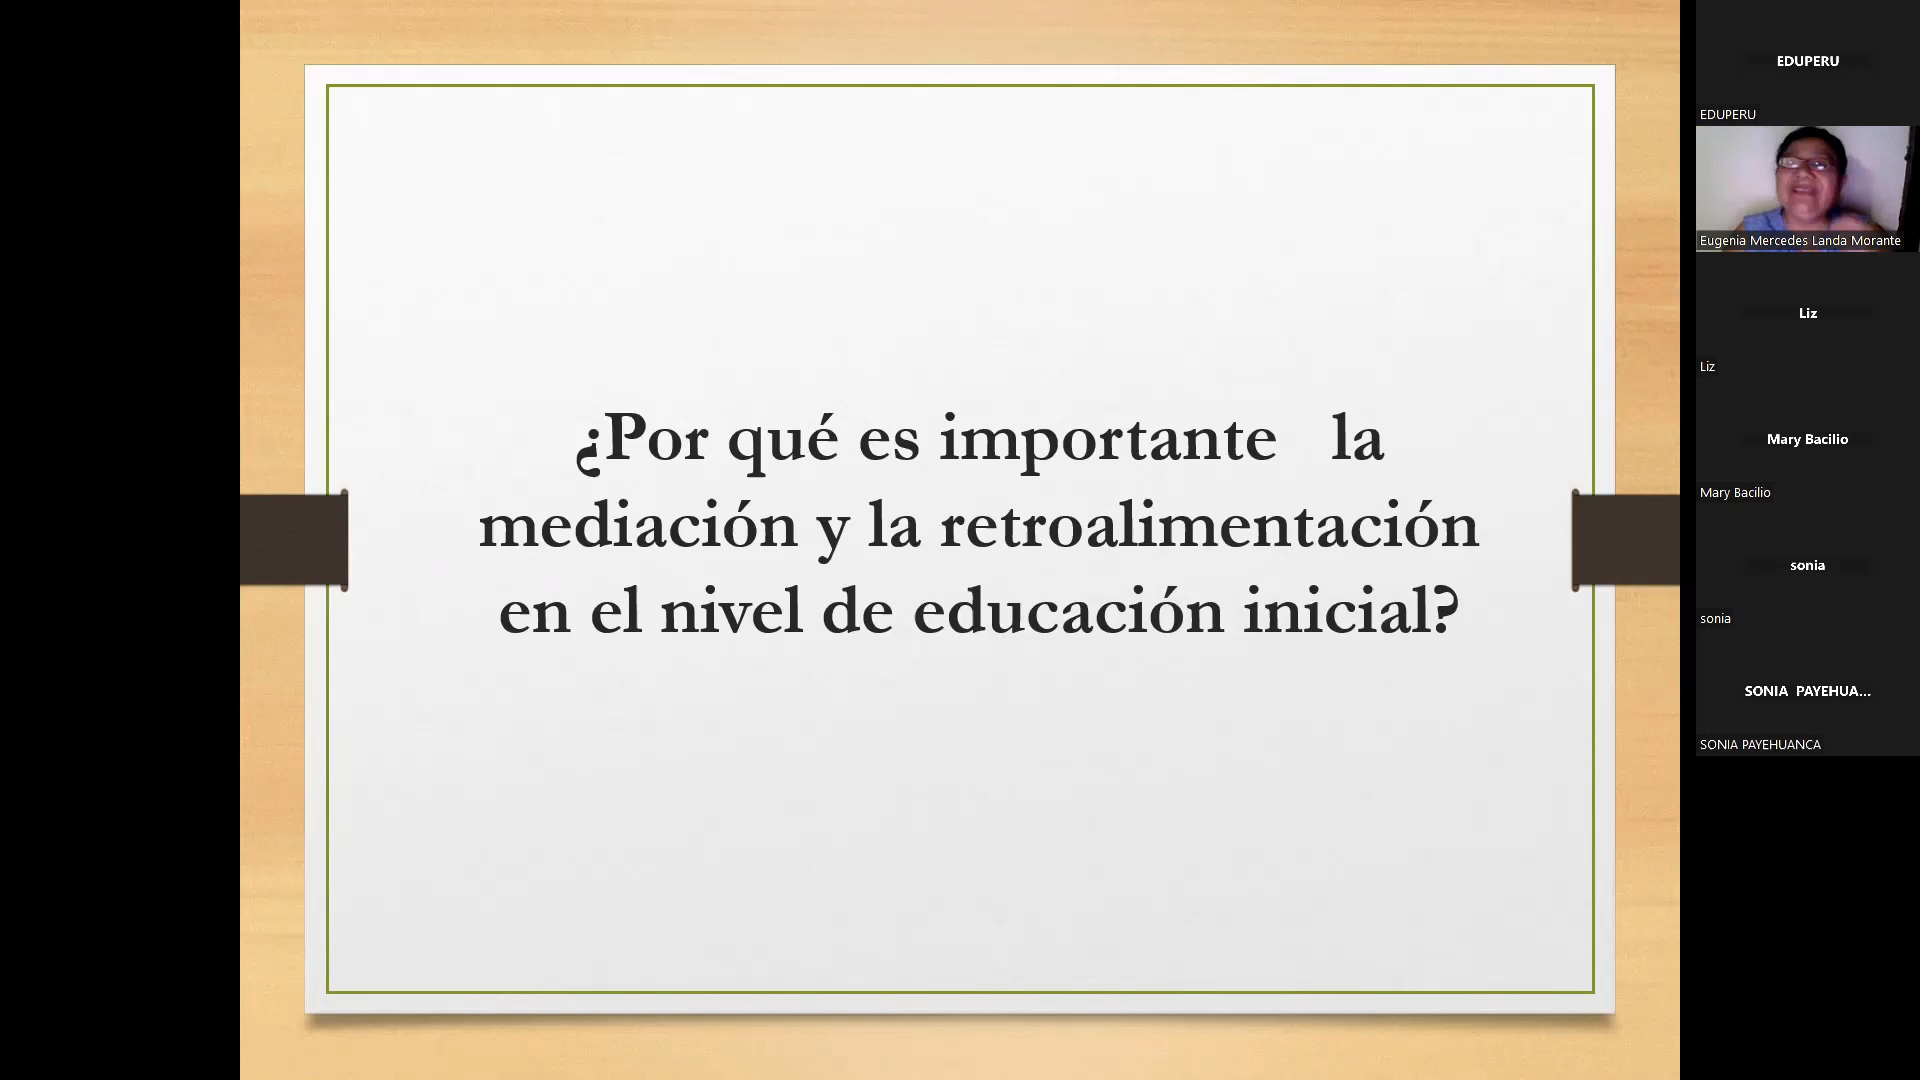 ¿Por qué es importante la
mediación y la retroalimentación
en el nivel de educación inicial?
EDUPERU
EDUPERU
Eugenia Mercedes Landa Morante
Liz
Liz
Mary Bacilio
Mary Bacilio
sonia
sonia
SONIA PAYEHUA...
SONIA PAYEHUANCA